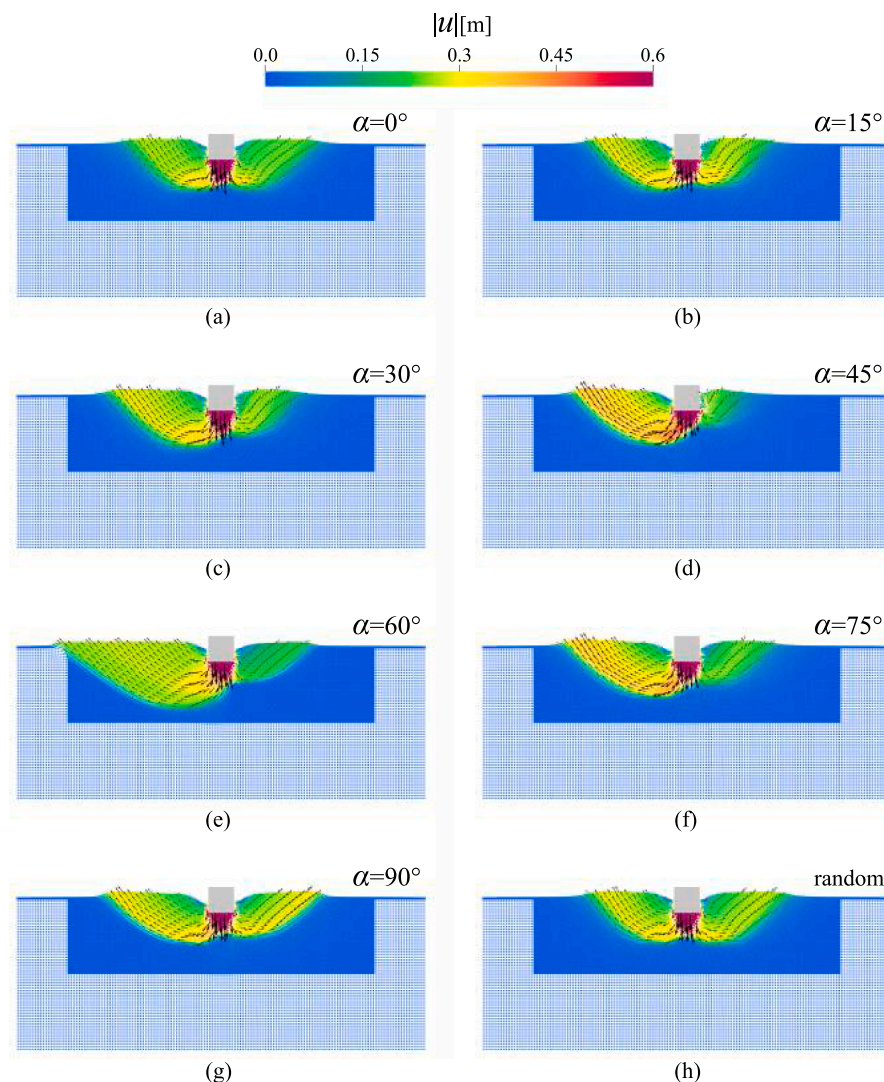 |u| [m]
0.0 0.15 0.3 0.45 0.6
α=0° α=15°
(a) (b)
α=30° α=45°
(c) (d)
α=60° α=75°
(e) (f)
α=90° random
(g) (h)